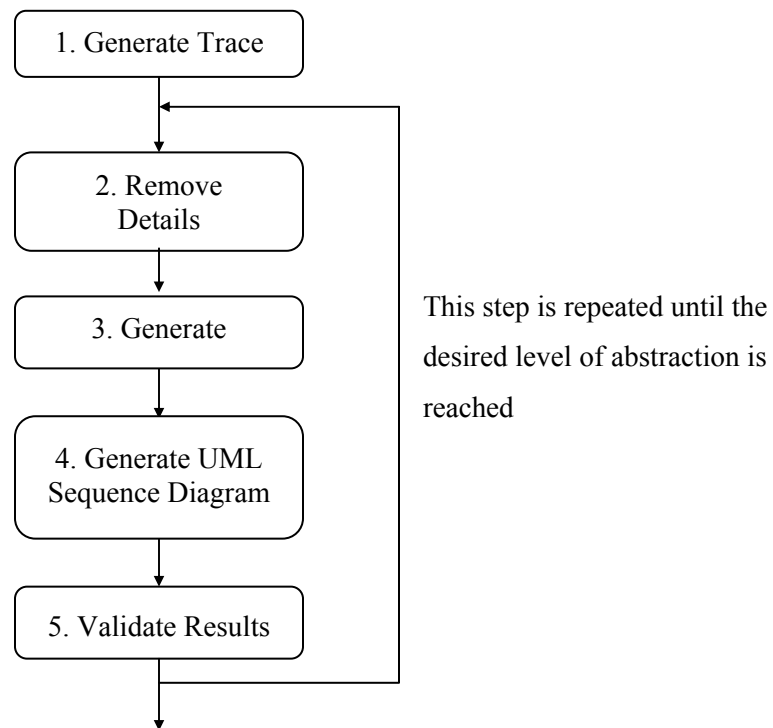 1. Generate Trace
2. Remove
Details
3. Generate
4. Generate UML
Sequence Diagram
5. Validate Results
This step is repeated until the
desired level of abstraction is
reached